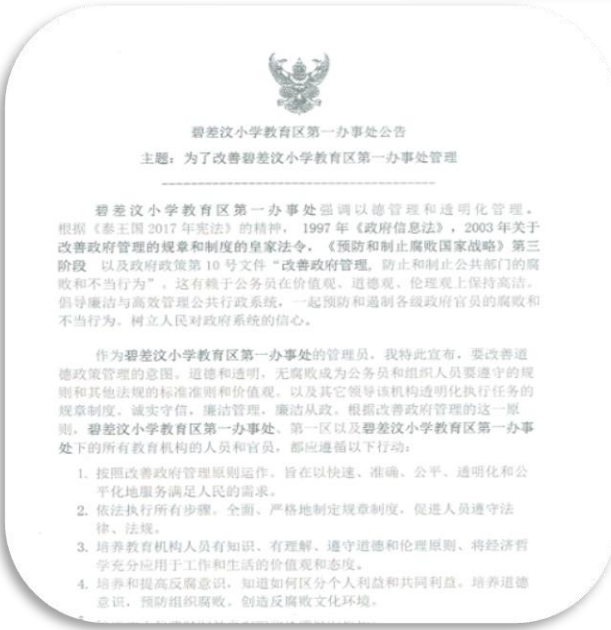 碧差汶小学教育区第一办事处公告
主题：为了改善碧差汶小学教育区第一办事处管理
碧差汶小学教育区第一办事处强调以德管理和透明化管理。
根据《泰王国 2017 年宪法》的精神， 1997 年《政府信息法》，2003 年关于
改善政府管理的规章和制度的皇家法令，《预防和制止腐败国家战略》第三
阶段 以及政府政策第 10 号文件“改善政府管理, 防止和制止公共部门的腐
败和不当行为”。这有赖于公务员在价值观、道德观、伦理观上保持高洁。
倡导廉洁与高效管理公共行政系统，一起预防和遏制各级政府官员的腐败和
不当行为。树立人民对政府系统的信心。
作为碧差汶小学教育区第一办事处的管理员，我特此宣布，要改善道
德政策管理的意图。道德和透明，无腐败成为公务员和组织人员要遵守的规
则和其他法规的标准准则和价值观。以及其它领导该机构透明化执行任务的
规章制度。诚实守信，廉洁管理，廉洁从政。根据改善政府管理的这一原
则，碧差汶小学教育区第一办事处、第一区以及碧差汶小学教育区第一办事
处下的所有教育机构的人员和官员，都应遵循以下行动：
1. 按照改善政府管理原则运作。旨在以快速、准确、公平、透明化和公
平化地服务满足人民的需求。
2. 依法执行所有步骤。全面、严格地制定规章制度，促进人员遵守法
律、法规。
3. 培养教育机构人员有知识、有理解、遵守道德和伦理原则、将经济哲
学充分应用于工作和生活的价值观和态度。
4. 培养和提高反腐意识，知道如何区分个人利益和共同利益。培养道德
意识，预防组织腐败。创造反腐败文化环境。